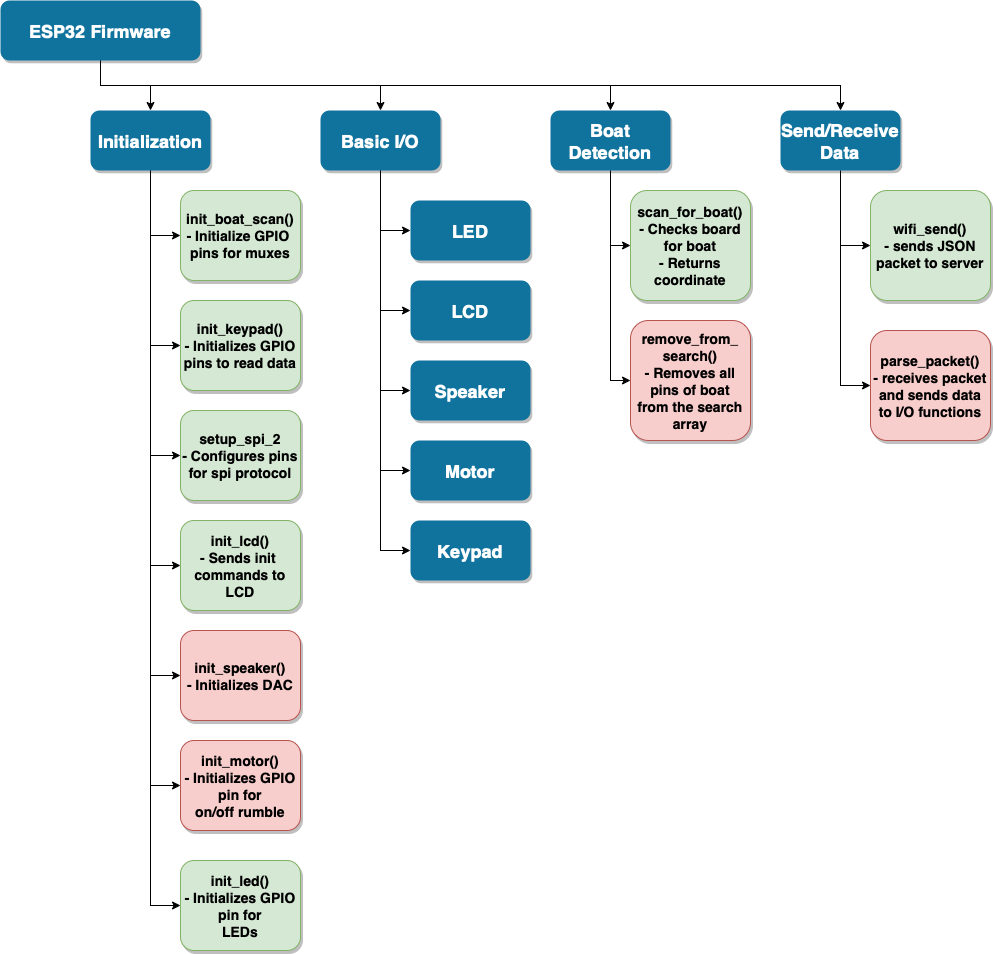 ESP32 Firmware
Initialization
Basic I/O
Boat
Detection
Send/Receive
Data
init_boat_scan()
- Initialize GPIO
pins for muxes
init_keypad()
- Initializes GPIO
pins to read data
setup_spi_2
- Configures pins
for spi protocol
init_lcd()
- Sends init
commands to
LCD
init_speaker()
- Initializes DAC
init_motor()
- Initializes GPIO
pin for
on/off rumble
init_led()
- Initializes GPIO
pin for
LEDs
LED
LCD
Speaker
Motor
Keypad
scan_for_boat()
- Checks board
for boat
- Returns
coordinate
remove_from_
search()
- Removes all
pins of boat
from the search
array
wifi_send()
- sends JSON
packet to server
parse_packet()
- receives packet
and sends data
to I/O functions